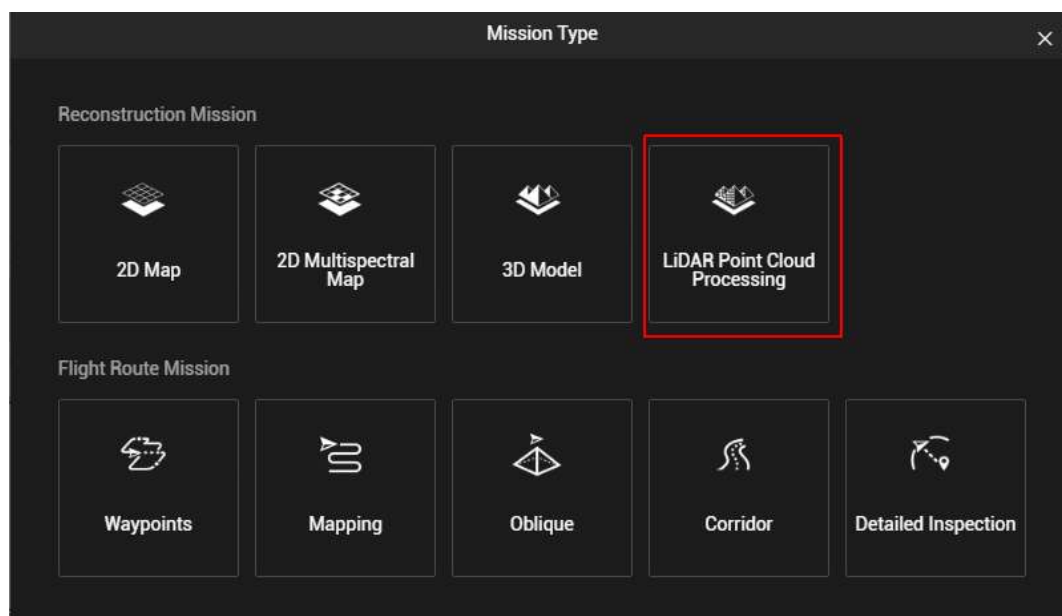 Mission Type
Reconstruction Mission
2D Map
2D Multispectral
Map
3D Model
LiDAR Point Cloud
Processing
Flight Route Mission
Waypoints
Mapping
Oblique
Corridor
Detailed Inspection